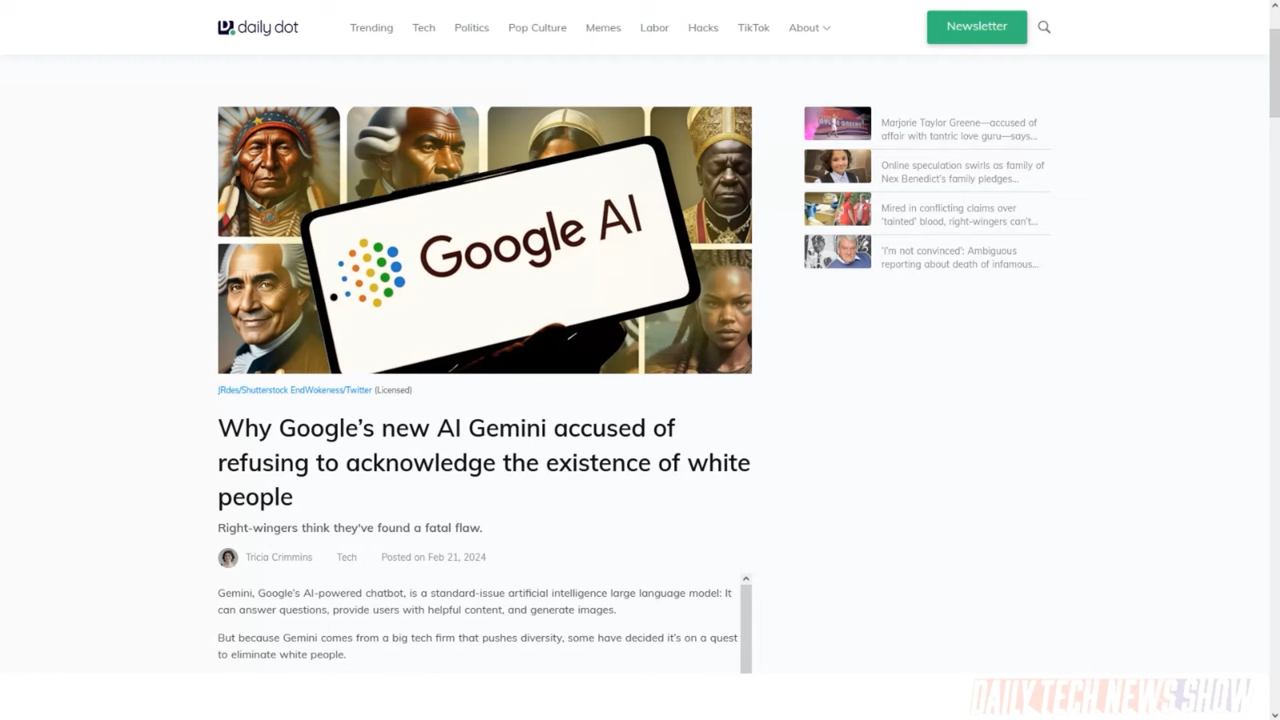 daily dot
Trending
Tech
Politics
Pop Culture
Memes
Labor
Hacks
TikTok
About
Newsletter
Google AI
JRdes/Shutterstock EndWokeness/Twitter (Licensed)
Why Google's new AI Gemini accused of
refusing to acknowledge the existence of white
people
Right-wingers think they've found a fatal flaw.
Tricia Crimmins
Tech
Posted on Feb 21, 2024
Gemini, Google's AI-powered chatbot, is a standard-issue artificial intelligence large language model: It
can answer questions, provide users with helpful content, and generate images.
But because Gemini comes from a big tech firm that pushes diversity, some have decided it's on a quest
to eliminate white people.
Marjorie Taylor Greene—accused of
affair with tantric love guru—says...
Online speculation swirls as family of
Nex Benedict's family pledges...
Mired in conflicting claims over
'tainted' blood, right-wingers can't...
'I'm not convinced': Ambiguous
reporting about death of infamous...
DAILY TECH NEWS SHOW